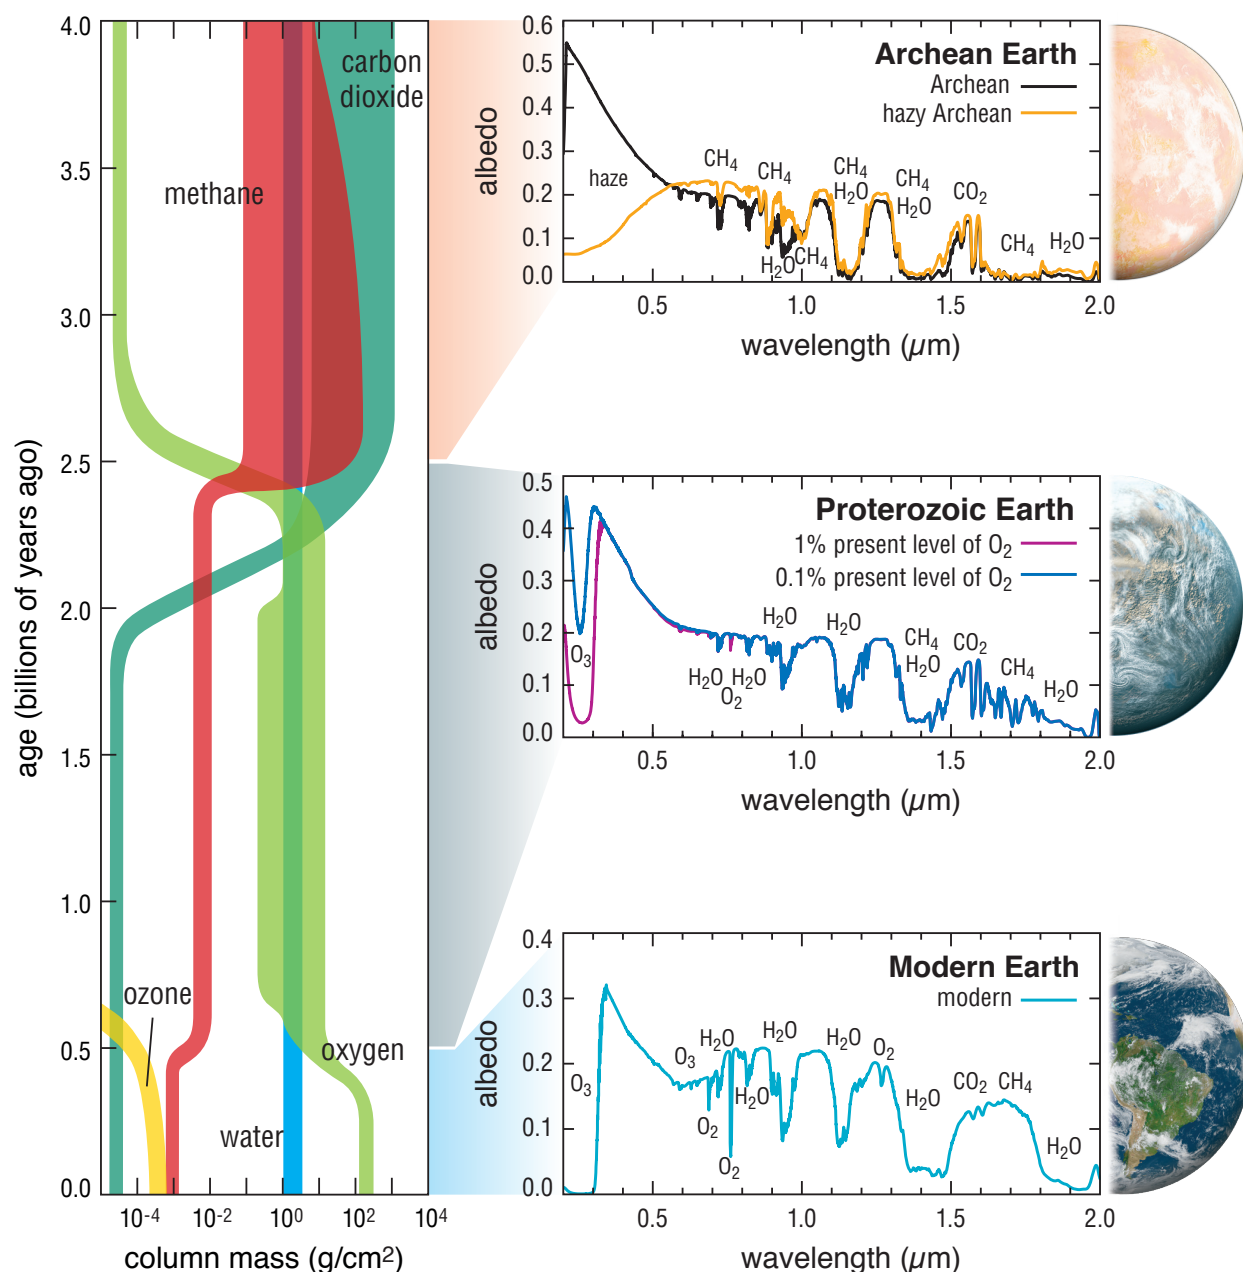 4.0
3.5
3.0
2.5
2.0
1.5
1.0
0.5
0.0
age (billions of years ago)
carbon
dioxide
methane
ozone
oxygen
water
10-4
10-2
100
102
104
column mass (g/cm2)
Archean Earth
Archean
hazy Archean
0.6
0.5
0.4
0.3
0.2
0.1
0.0
albedo
haze
CH4
CH4
CH4
H2O
CH4
H2O
CO2
H2O
CH4
CH4
H2O
0.5
1.0
1.5
2.0
wavelength (µm)
Proterozoic Earth
1% present level of O2
0.1% present level of O2
0.5
0.4
0.3
0.2
0.1
0.0
albedo
O3
H2O
O2
H2O
H2O
H2O
CH4
H2O
CO2
CH4
H2O
0.5
1.0
1.5
2.0
wavelength (µm)
Modern Earth
modern
0.4
0.3
0.2
0.1
0.0
albedo
O3
O3
O2
H2O
O2
H2O
H2O
H2O
O2
H2O
CO2
CH4
H2O
0.5
1.0
1.5
2.0
wavelength (µm)